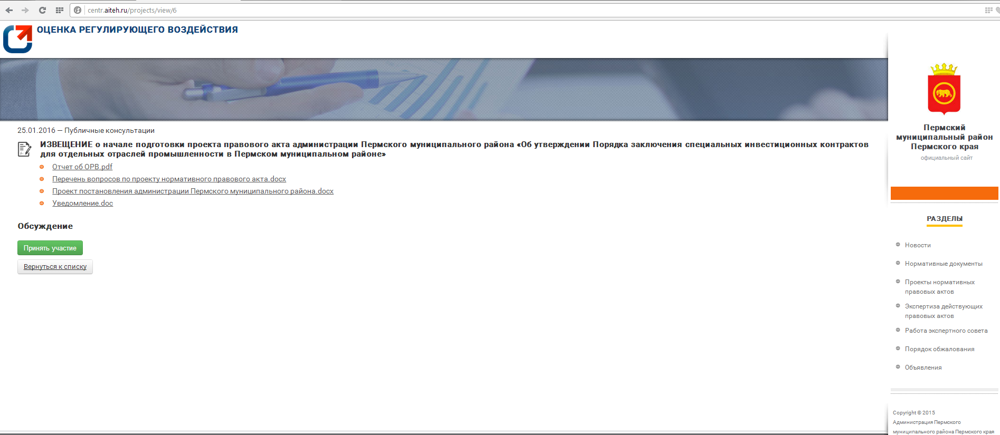 centr.aiteh.ru/projects/view/6
ОЦЕНКА РЕГУЛИРУЮЩЕГО ВОЗДЕЙСТВИЯ
25.01.2016 — Публичные консультации
ИЗВЕЩЕНИЕ о начале подготовки проекта правового акта администрации Пермского муниципального района «Об утверждении Порядка заключения специальных инвестиционных контрактов
для отдельных отраслей промышленности в Пермском муниципальном районе»
Отчет об ОРВ.pdf
Перечень вопросов по проекту нормативного правового акта.docx
Проект постановления администрации Пермского муниципального района.docx
Уведомление.doc
Обсуждение
Принять участие
Вернуться к списку
Пермский
муниципальный район
Пермского края
официальный сайт
РАЗДЕЛЫ
Новости
Нормативные документы
Проекты нормативных
правовых актов
Экспертиза действующих
правовых актов
Работа экспертного совета
Порядок обжалования
Объявления
Copyright © 2015
Администрация Пермского
муниципального района Пермского края